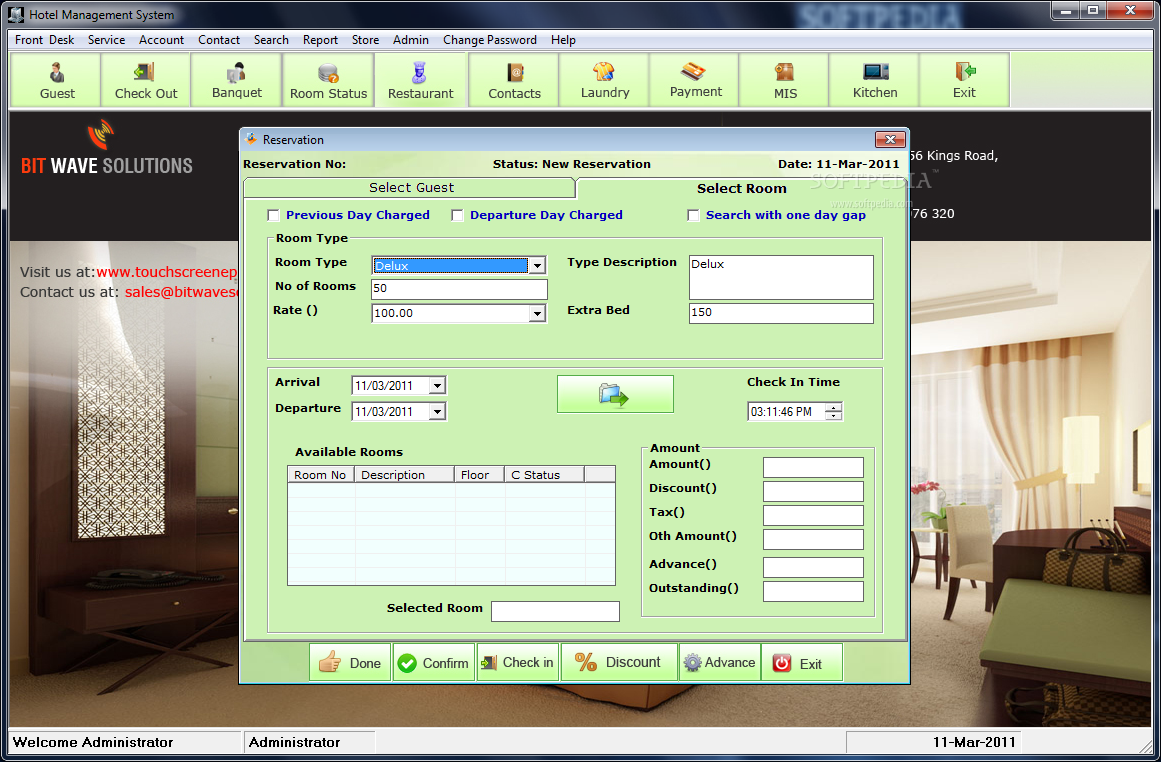 Hotel Management System
SOFTPEDIA
Front Desk Service Account Contact Search Report Store Admin Change Password Help
Guest Check Out Banquet Room Status Restaurant Contacts Laundry Payment MIS Kitchen Exit
BIT WAVE SOLUTIONS
56 Kings Road,
76 320
Visit us at:www.touchscreenep
Contact us at: sales@bitwaves
Reservation
Reservation No: Status: New Reservation Date: 11-Mar-2011
SOFTPEDIA™
www.softpedia.com
Select Guest Select Room
Previous Day Charged Departure Day Charged Search with one day gap
Room Type
Room Type Delux Type Description Delux
No of Rooms 50
Rate () 100.00 Extra Bed 150
Arrival 11/03/2011 Check In Time
Departure 11/03/2011 03:11:46 PM
Available Rooms
Room No Description Floor C Status
Selected Room
Amount
Amount()
Discount()
Tax()
Oth Amount()
Advance()
Outstanding()
Done Confirm Check in Discount Advance Exit
Welcome Administrator Administrator 11-Mar-2011